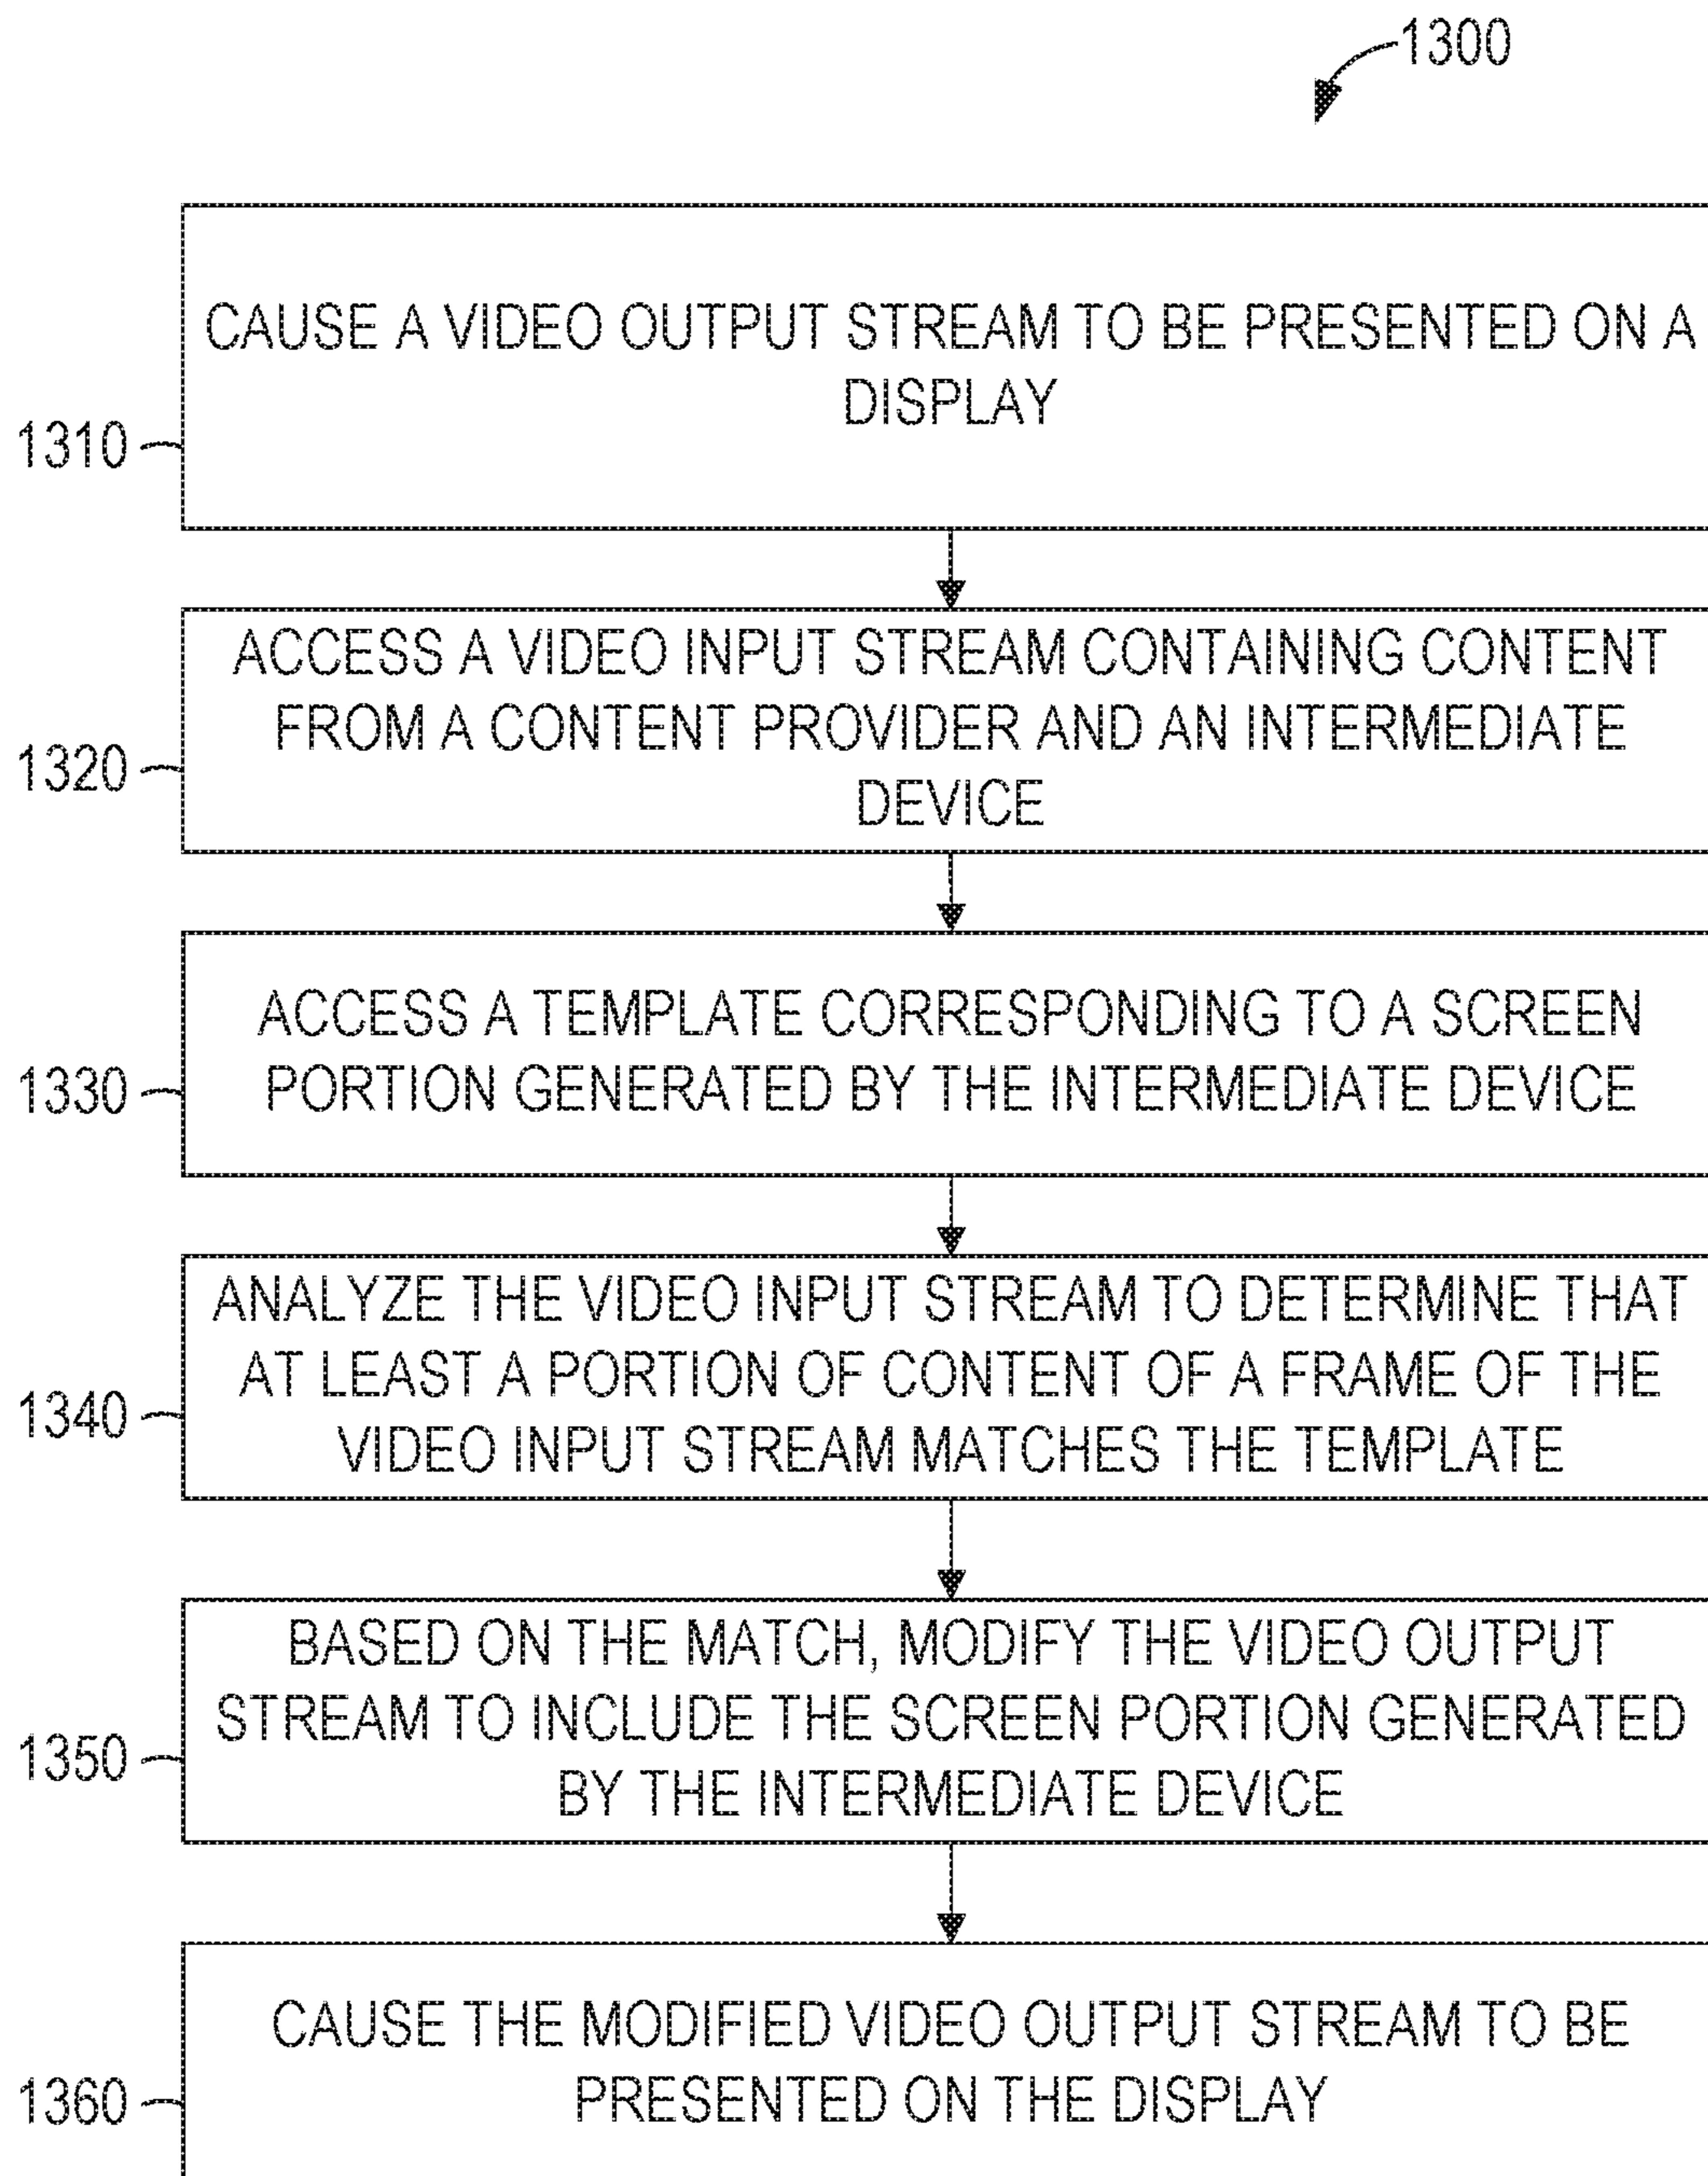 1300
CAUSE A VIDEO OUTPUT STREAM TO BE PRESENTED ON A
DISPLAY
1310
ACCESS A VIDEO INPUT STREAM CONTAINING CONTENT
FROM A CONTENT PROVIDER AND AN INTERMEDIATE
DEVICE
1320
ACCESS A TEMPLATE CORRESPONDING TO A SCREEN
PORTION GENERATED BY THE INTERMEDIATE DEVICE
1330
ANALYZE THE VIDEO INPUT STREAM TO DETERMINE THAT
AT LEAST A PORTION OF CONTENT OF A FRAME OF THE
VIDEO INPUT STREAM MATCHES THE TEMPLATE
1340
BASED ON THE MATCH, MODIFY THE VIDEO OUTPUT
STREAM TO INCLUDE THE SCREEN PORTION GENERATED
BY THE INTERMEDIATE DEVICE
1350
CAUSE THE MODIFIED VIDEO OUTPUT STREAM TO BE
PRESENTED ON THE DISPLAY
1360